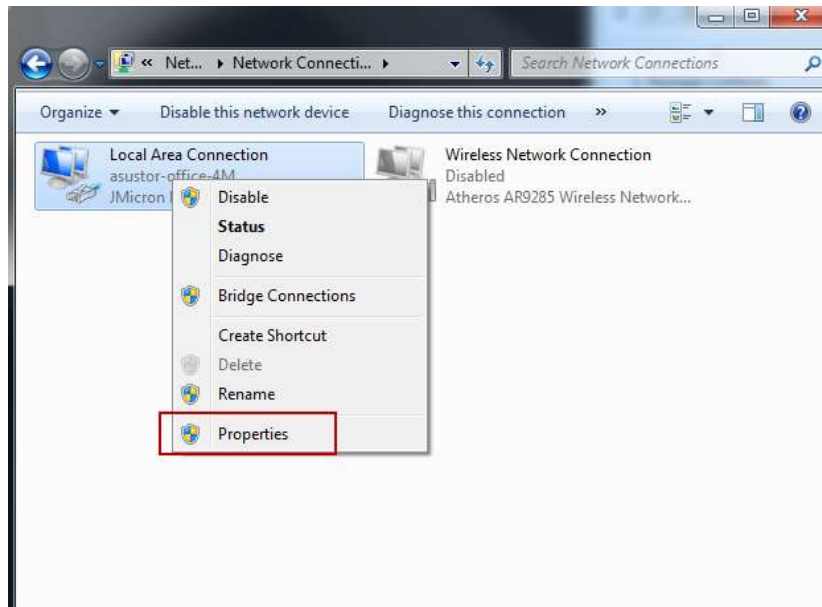 « Net... Network Connecti...
Search Network Connections
Organize Disable this network device Diagnose this connection »
Local Area Connection
asustor-office-4M
JMicron
Wireless Network Connection
Disabled
Atheros AR9285 Wireless Network...
Disable
Status
Diagnose
Bridge Connections
Create Shortcut
Delete
Rename
Properties